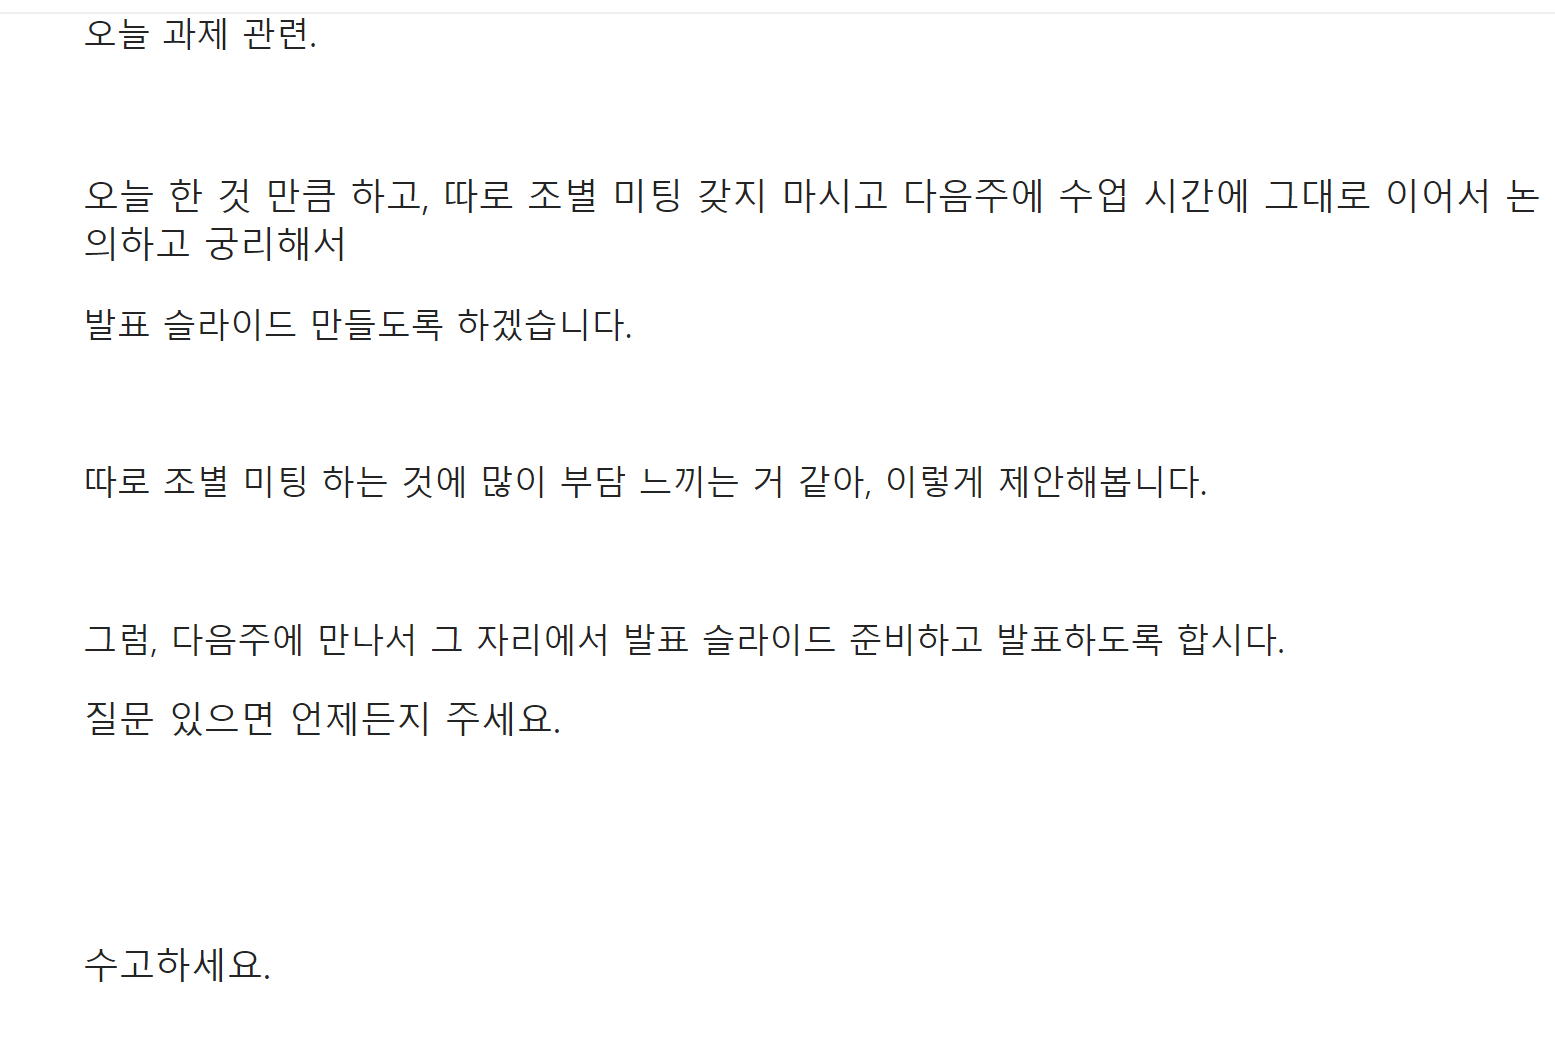 오늘 과제 관련.
오늘 한 것 만큼 하고, 따로 조별 미팅 갖지 마시고 다음주에 수업 시간에 그대로 이어서 논
의하고 궁리해서
발표 슬라이드 만들도록 하겠습니다.
따로 조별 미팅 하는 것에 많이 부담 느끼는 거 같아, 이렇게 제안해봅니다.
그럼, 다음주에 만나서 그 자리에서 발표 슬라이드 준비하고 발표하도록 합시다.
질문 있으면 언제든지 주세요.
수고하세요.